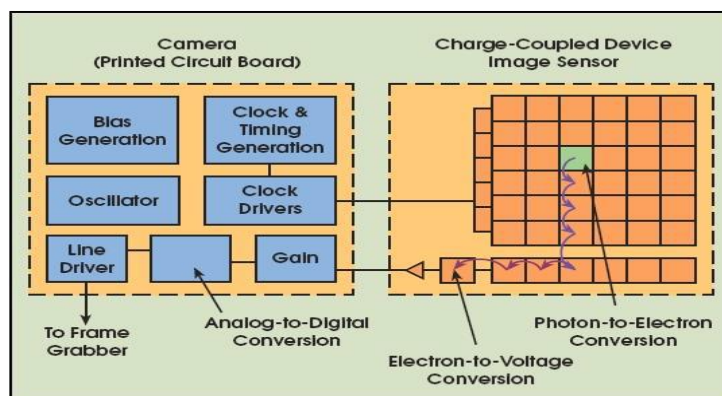 Camera
(Printed Circuit Board)
Charge-Coupled Device
Image Sensor
Bias
Generation
Clock &
Timing
Generation
Oscillator
Clock
Drivers
Line
Driver
Gain
To Frame
Grabber
Analog-to-Digital
Conversion
Electron-to-Voltage
Conversion
Photon-to-Electron
Conversion